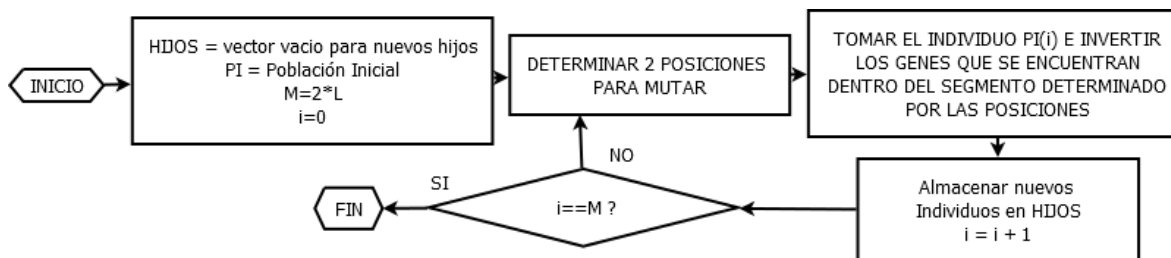 INICIO
HIJOS = vector vacio para nuevos hijos
PI = Población Inicial
M=2*L
i=0
DETERMINAR 2 POSICIONES
PARA MUTAR
TOMAR EL INDIVIDUO PI(i) E INVERTIR
LOS GENES QUE SE ENCUENTRAN
DENTRO DEL SEGMENTO DETERMINADO
POR LAS POSICIONES
Almacenar nuevos
Individuos en HIJOS
i = i + 1
i==M ?
NO
SI
FIN